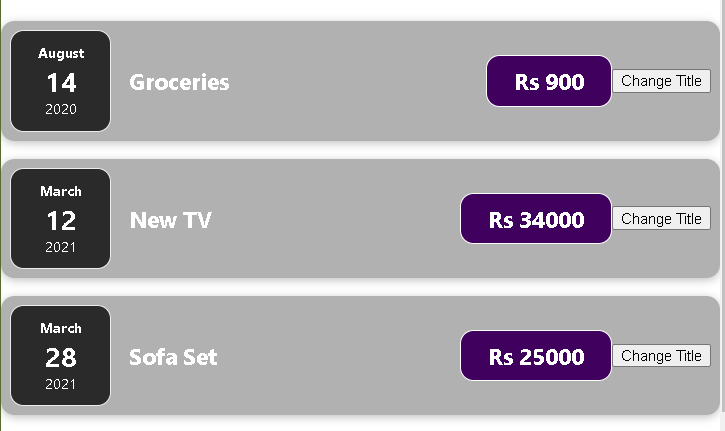 August
14
2020
Groceries
Rs 900
Change Title
March
12
2021
New TV
Rs 34000
Change Title
March
28
2021
Sofa Set
Rs 25000
Change Title